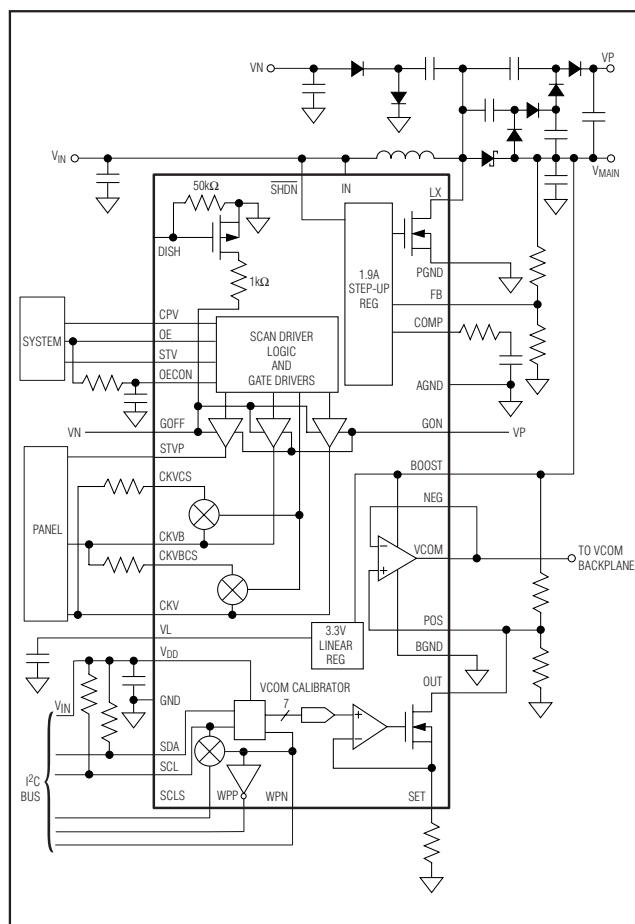 VN
VP
VIN
VMAIN
SHDN
IN
LX
50kΩ
DISH
1kΩ
PGND
1.9A
STEP-UP
REG
FB
COMP
AGND
SYSTEM
CPV
OE
STV
OECON
SCAN DRIVER
LOGIC
AND
GATE DRIVERS
VN
GOFF
GON
VP
STVP
BOOST
NEG
CKVCS
PANEL
CKVB
VCOM
TO VCOM
BACKPLANE
CKVBCS
CKV
POS
VL
3.3V
LINEAR
REG
BGND
VDD
OUT
VIN
GND
VCOM CALIBRATOR
7
SDA
SCL
I2C
BUS
SCLS
WPP
WPN
SET